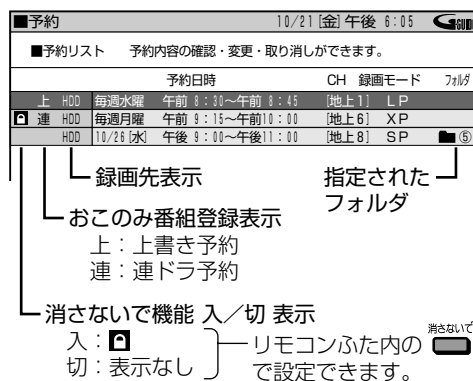 ■予約 10/21[金]午後 6:05 GGUIDE
■予約リスト 予約内容の確認・変更・取り消しができます。
予約日時 CH 録画モード フォルダ
上 HDD 毎週水曜 午前 8:30〜午前 8:45 [地上1] LP
連 HDD 毎週月曜 午前 9:15〜午前10:00 [地上6] XP
HDD 10/26[水] 午後 9:00〜午後11:00 [地上8] SP ⑤
録画先表示
指定された
フォルダ
おこのみ番組登録表示
上：上書き予約
連：連ドラ予約
消さないで機能 入／切 表示
入：
切：表示なし
リモコンふた内の
で設定できます。
消さないで